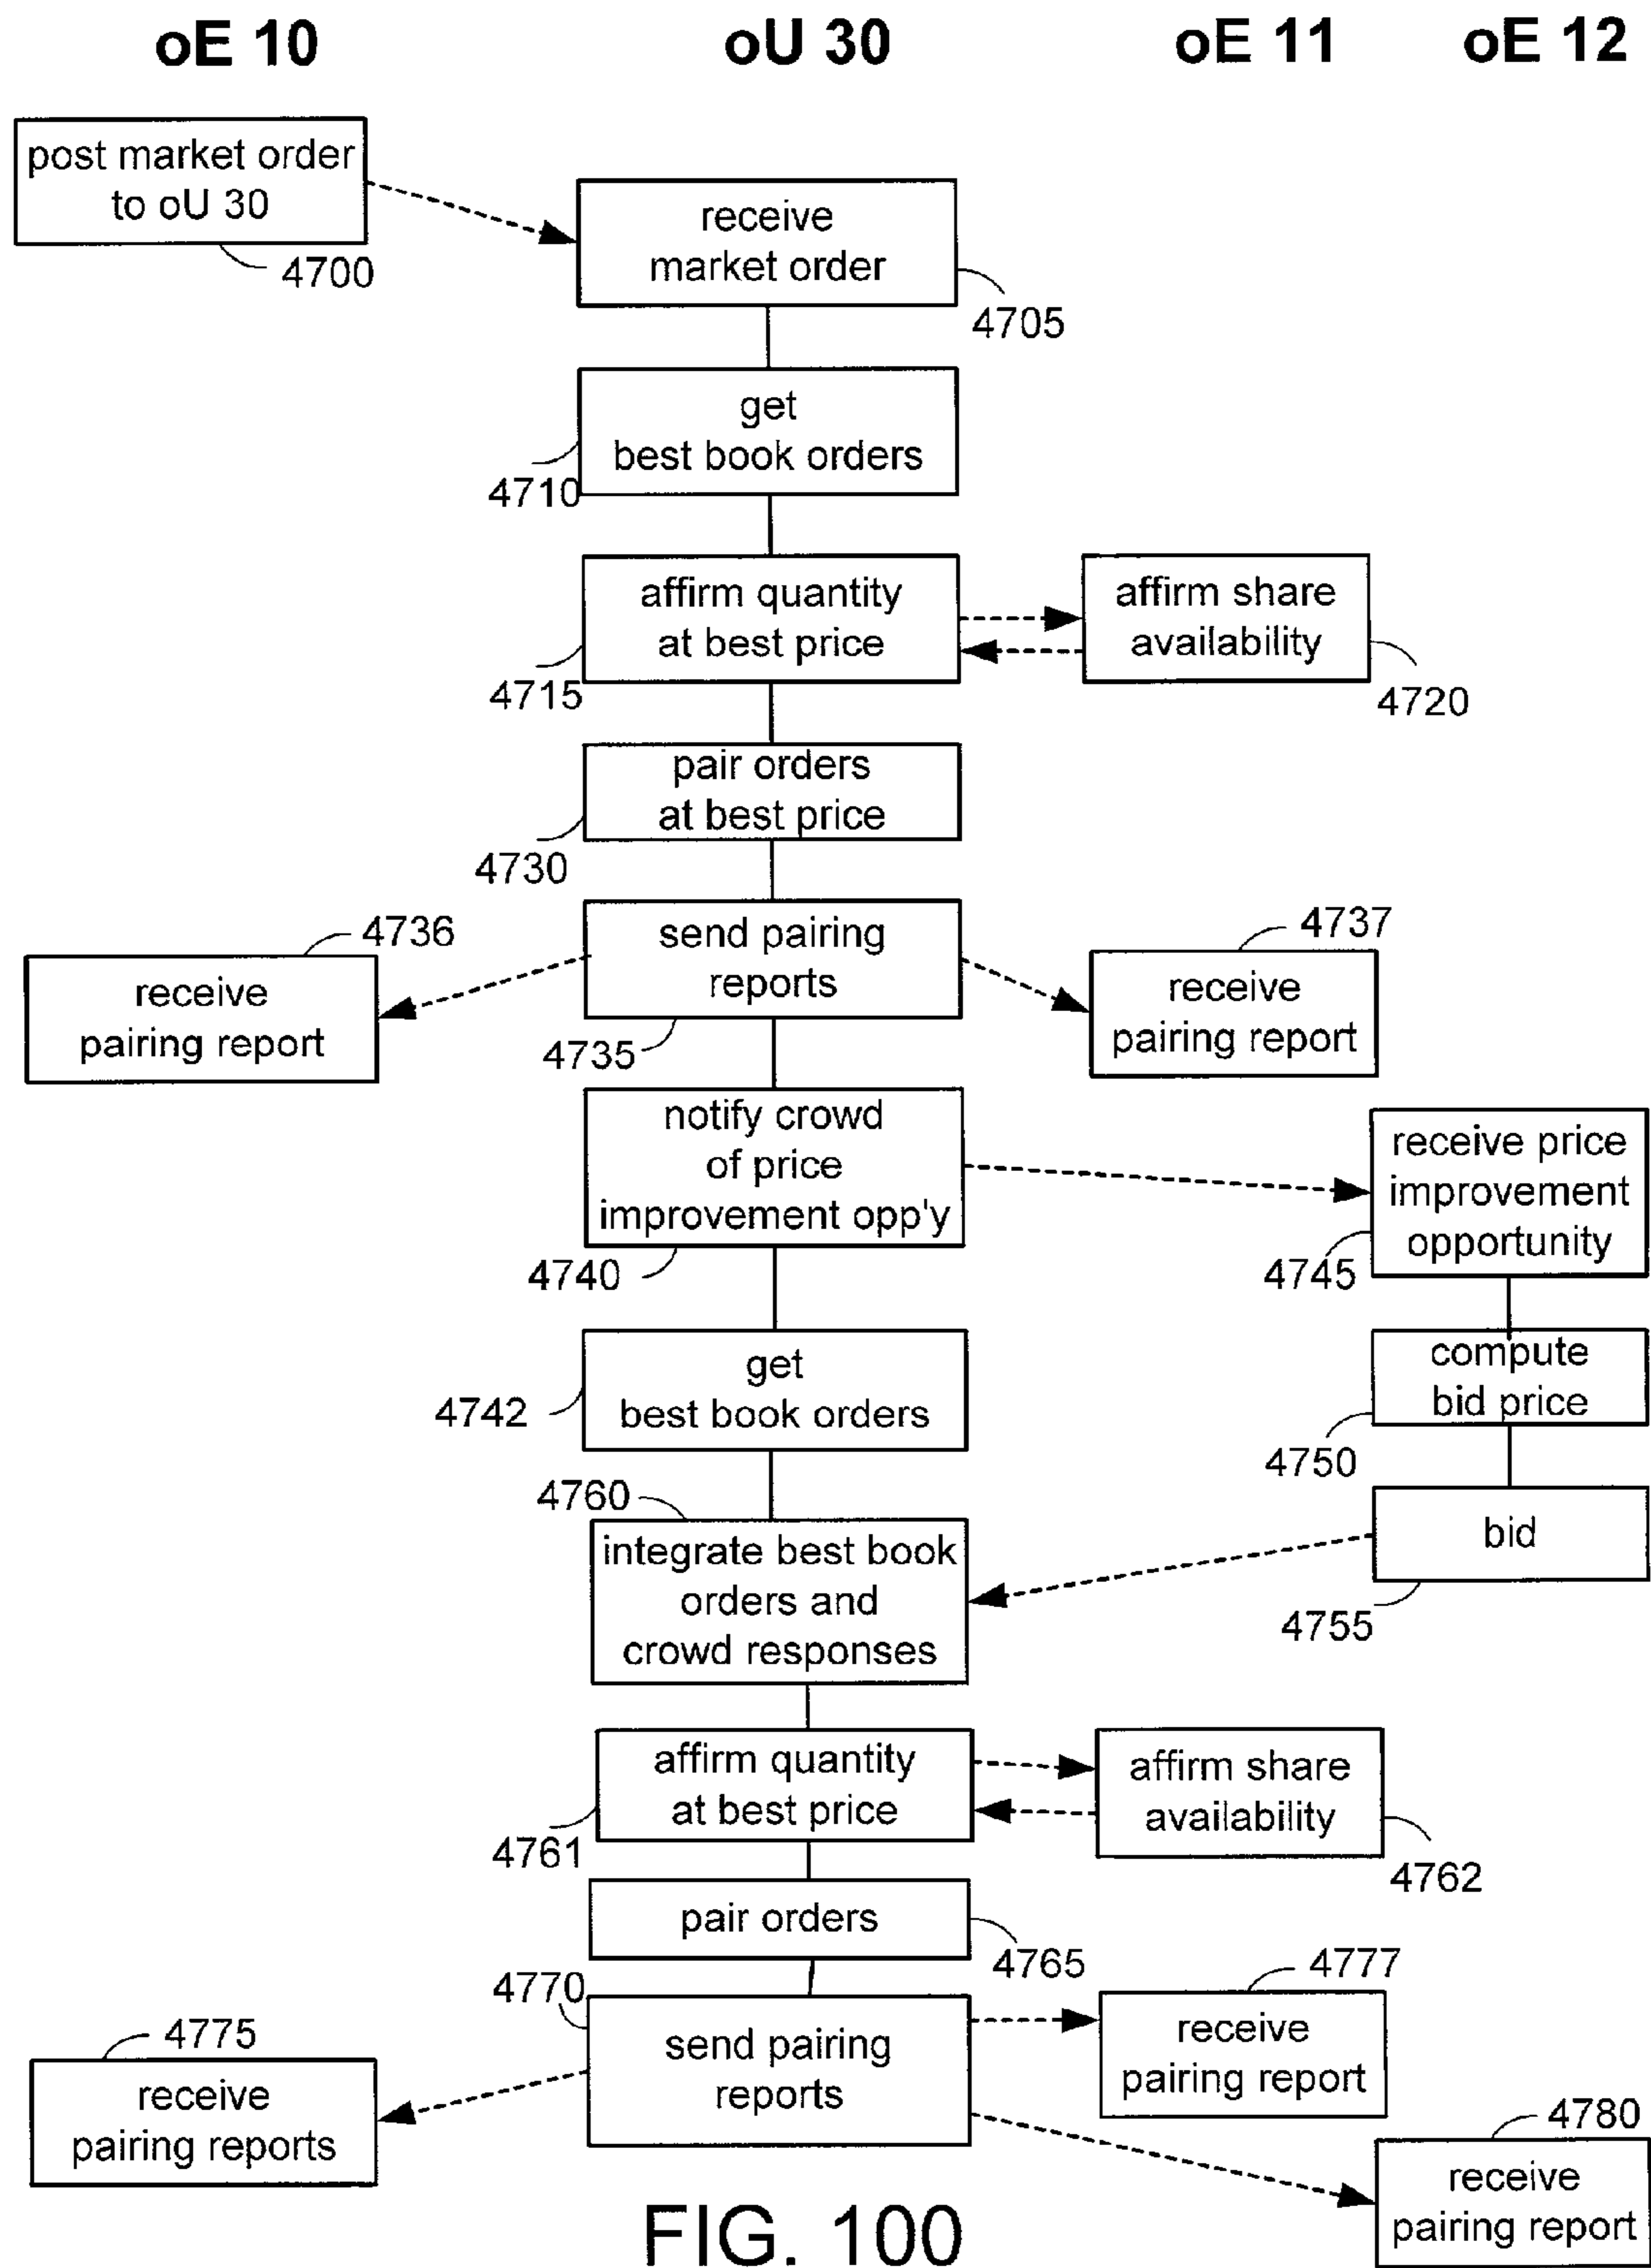 oE 10
oU 30
oE 11
oE 12
post market order
to oU 30
4700
receive
market order
4705
get
best book orders
4710
affirm quantity
at best price
4715
affirm share
availability
4720
pair orders
at best price
4730
send pairing
reports
4735
4736
receive
pairing report
4737
receive
pairing report
notify crowd
of price
improvement opp'y
4740
receive price
improvement
opportunity
4745
get
best book orders
4742
compute
bid price
4750
bid
4755
4760
integrate best book
orders and
crowd responses
affirm quantity
at best price
4761
affirm share
availability
4762
pair orders
4765
4770
send pairing
reports
4777
receive
pairing report
4775
receive
pairing reports
4780
receive
pairing report
FIG. 100